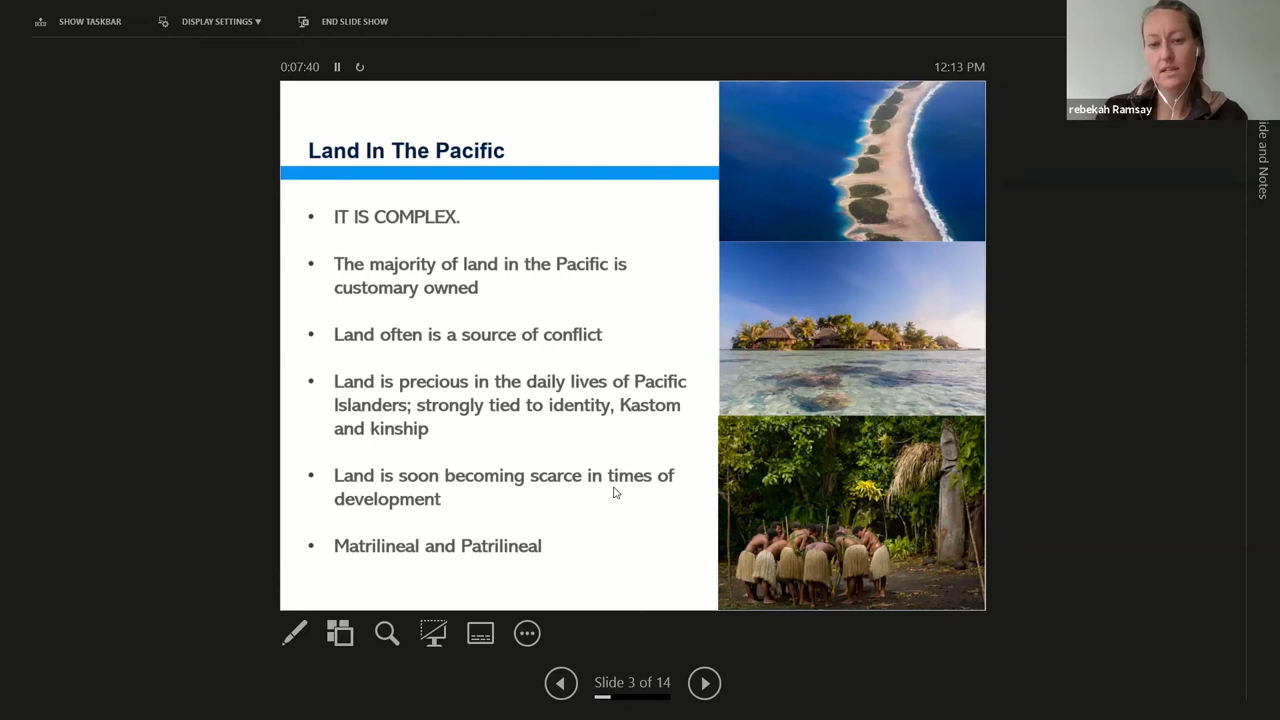 SHOW TASKBAR
DISPLAY SETTINGS ▼
END SLIDE SHOW
0:07:40
12:13 PM
rebekah Ramsay
ide and Notes
Land In The Pacific
• IT IS COMPLEX.
• The majority of land in the Pacific is
customary owned
• Land often is a source of conflict
• Land is precious in the daily lives of Pacific
Islanders; strongly tied to identity, Kastom
and kinship
• Land is soon becoming scarce in times of
development
• Matrilineal and Patrilineal
Slide 3 of 14